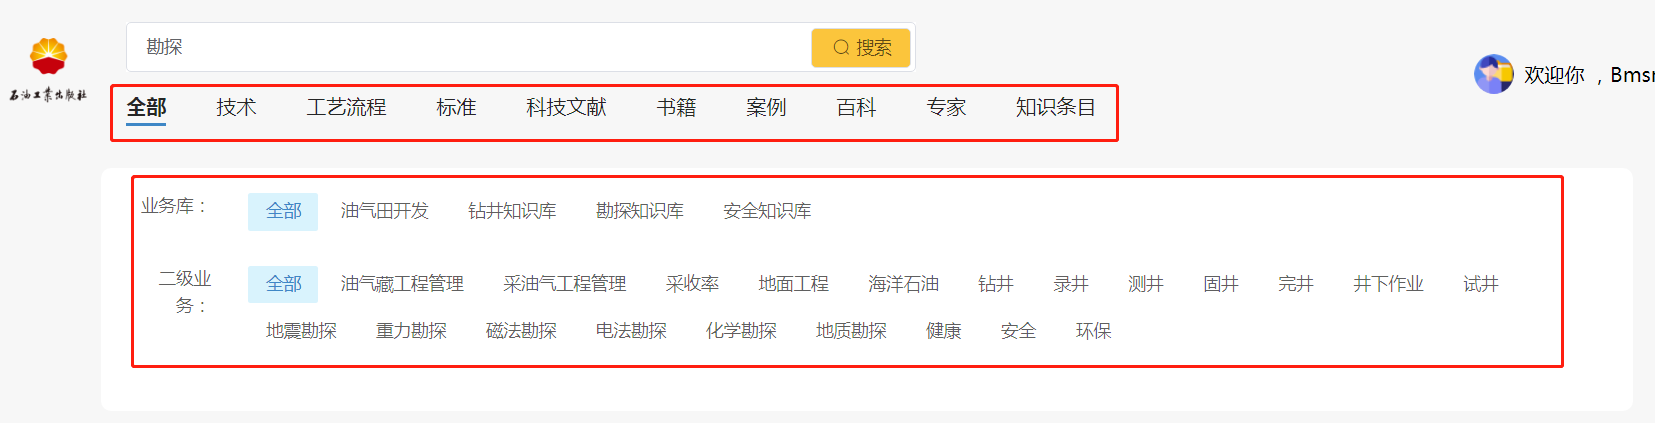 勘探
搜索
石油工业出版社
欢迎你 ，Bmsr
全部 技术 工艺流程 标准 科技文献 书籍 案例 百科 专家 知识条目
业务库： 全部 油气田开发 钻井知识库 勘探知识库 安全知识库
二级业务： 全部 油气藏工程管理 采油气工程管理 采收率 地面工程 海洋石油 钻井 录井 测井 固井 完井 井下作业 试井
地震勘探 重力勘探 磁法勘探 电法勘探 化学勘探 地质勘探 健康 安全 环保